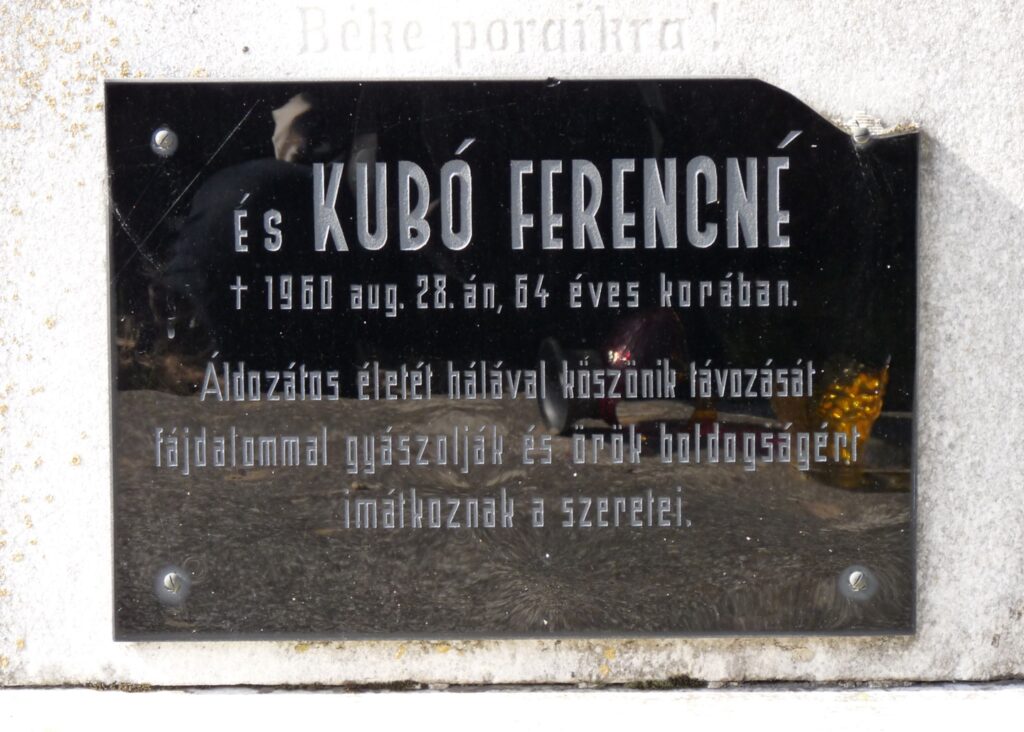 Béke poraikra!
és KUBÓ FERENCNÉ
† 1960 aug. 28.án, 64 éves korában.
Áldozátos életét hálával köszönik távozását
fájdalommal gyászolják és örök boldogságért
imátkoznak a szeretei.